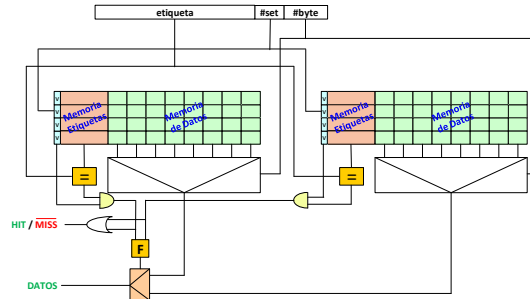 etiqueta #set #byte
v Memoria Etiquetas Memoria de Datos
v
v
v
v Memoria Etiquetas Memoria de Datos
v
v
v
= =
HIT / MISS
F
DATOS